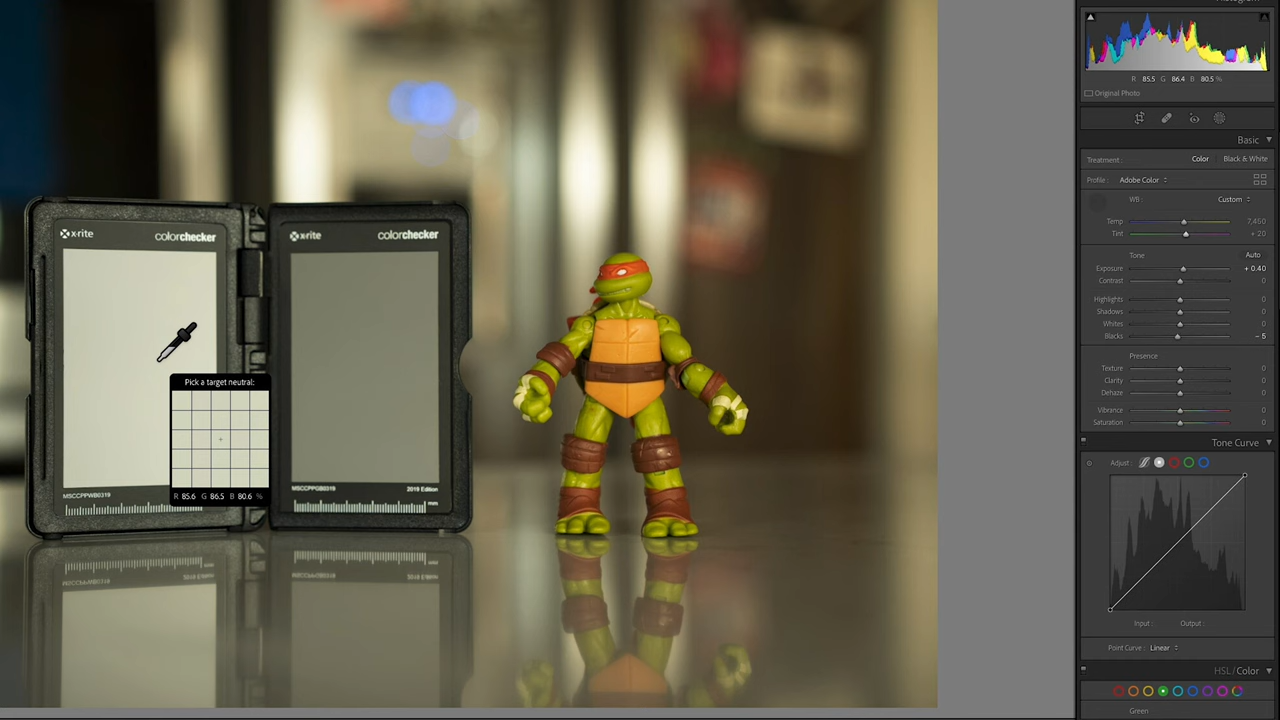 Histogram
R 85.5 G 86.4 B 80.5 %
Original Photo
Basic
Treatment : Color Black & White
Profile : Adobe Color
WB : Custom
Temp 7,450
Tint + 20
Tone Auto
Exposure + 0.40
Contrast 0
Highlights 0
Shadows 0
Whites 0
Blacks - 5
Presence
Texture 0
Clarity 0
Dehaze 0
Vibrance 0
Saturation 0
Tone Curve
Adjust :
Input : Output :
Point Curve : Linear
HSL / Color
Green
x·rite colorchecker
x·rite colorchecker
Pick a target neutral:
R 85.6 G 86.5 B 80.6 %
MSCCPPWB0319
MSCCPPGB0319 2019 Edition
mm